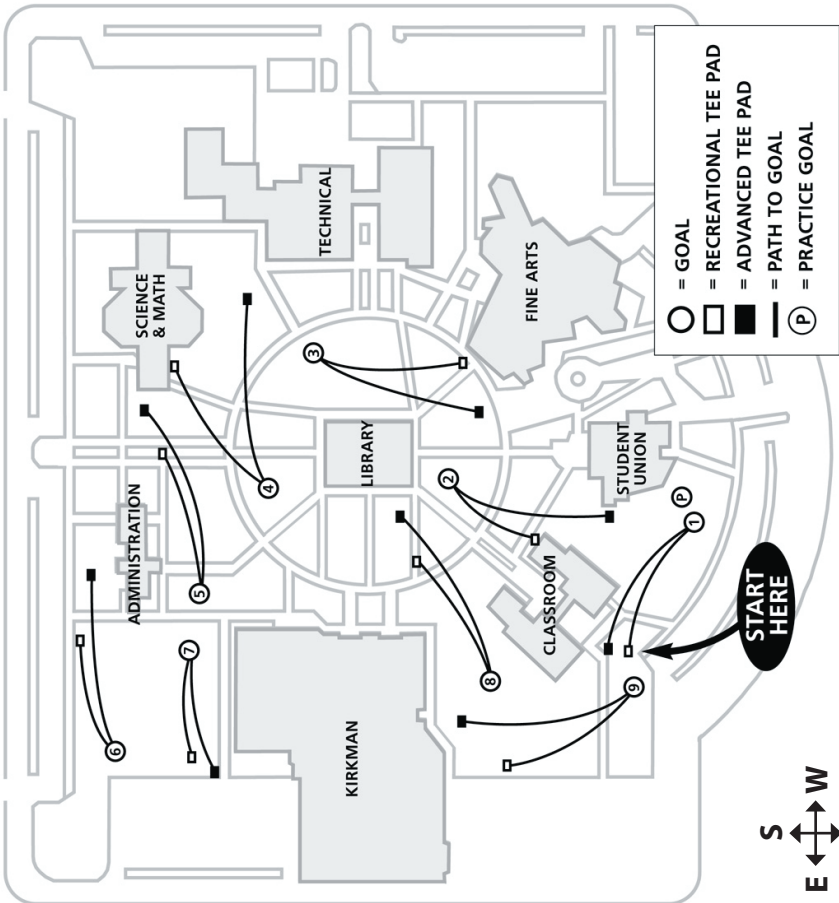 TECHNICAL
SCIENCE
& MATH
FINE ARTS
3
LIBRARY
4
2
STUDENT
UNION
P
1
ADMINISTRATION
5
CLASSROOM
7
8
9
6
KIRKMAN
START
HERE
= GOAL
= RECREATIONAL TEE PAD
= ADVANCED TEE PAD
= PATH TO GOAL
P = PRACTICE GOAL
S
E W